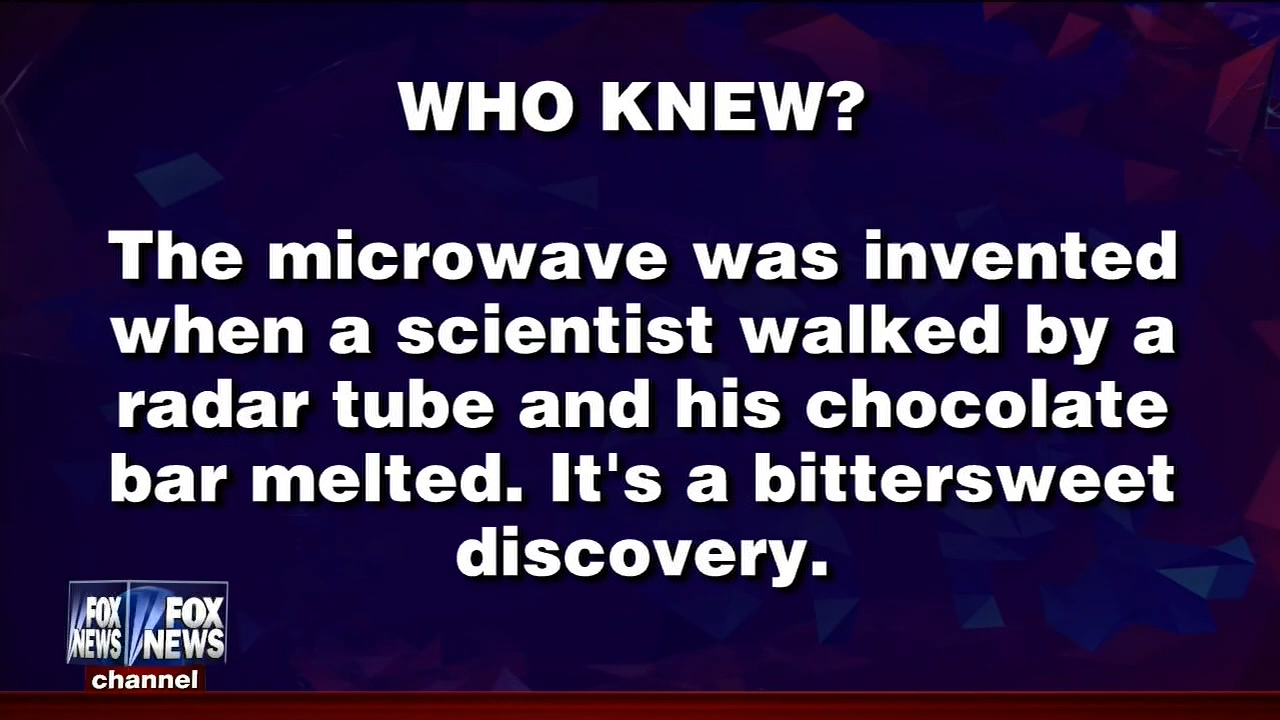 WHO KNEW?
The microwave was invented
when a scientist walked by a
radar tube and his chocolate
bar melted. It's a bittersweet
discovery.
FOX NEWS FOX NEWS
channel